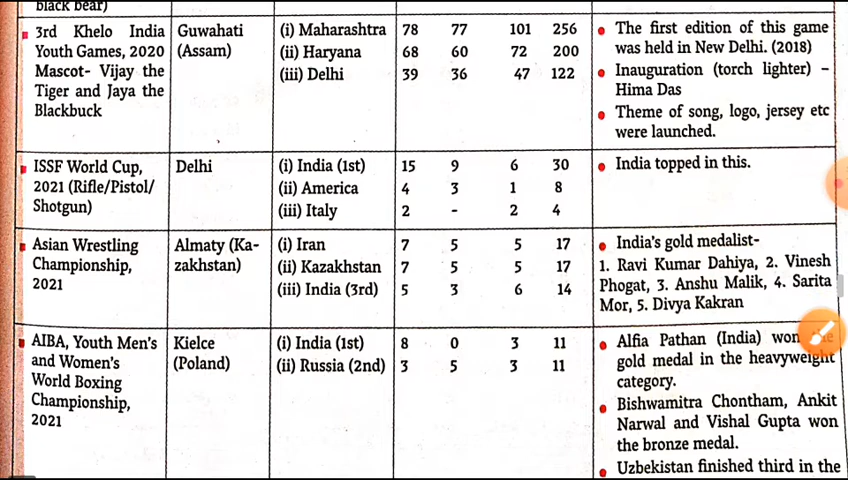 black bear)
3rd Khelo India Guwahati (i) Maharashtra 78 77 101 256 The first edition of this game
Youth Games, 2020 (Assam) (ii) Haryana 68 60 72 200 was held in New Delhi. (2018)
Mascot- Vijay the (iii) Delhi 39 36 47 122 Inauguration (torch lighter) –
Tiger and Jaya the Hima Das
Blackbuck Theme of song, logo, jersey etc
were launched.
ISSF World Cup, Delhi (i) India (1st) 15 9 6 30 India topped in this.
2021 (Rifle/Pistol/ (ii) America 4 3 1 8
Shotgun) (iii) Italy 2 - 2 4
Asian Wrestling Almaty (Ka- (i) Iran 7 5 5 17 India's gold medalist-
Championship, zakhstan) (ii) Kazakhstan 7 5 5 17 1. Ravi Kumar Dahiya, 2. Vinesh
2021 (iii) India (3rd) 5 3 6 14 Phogat, 3. Anshu Malik, 4. Sarita
Mor, 5. Divya Kakran
AIBA, Youth Men's Kielce (i) India (1st) 8 0 3 11 Alfia Pathan (India) won
and Women's (Poland) (ii) Russia (2nd) 3 5 3 11 gold medal in the heavyweight
World Boxing category.
Championship, Bishwamitra Chontham, Ankit
2021 Narwal and Vishal Gupta won
the bronze medal.
Uzbekistan finished third in the